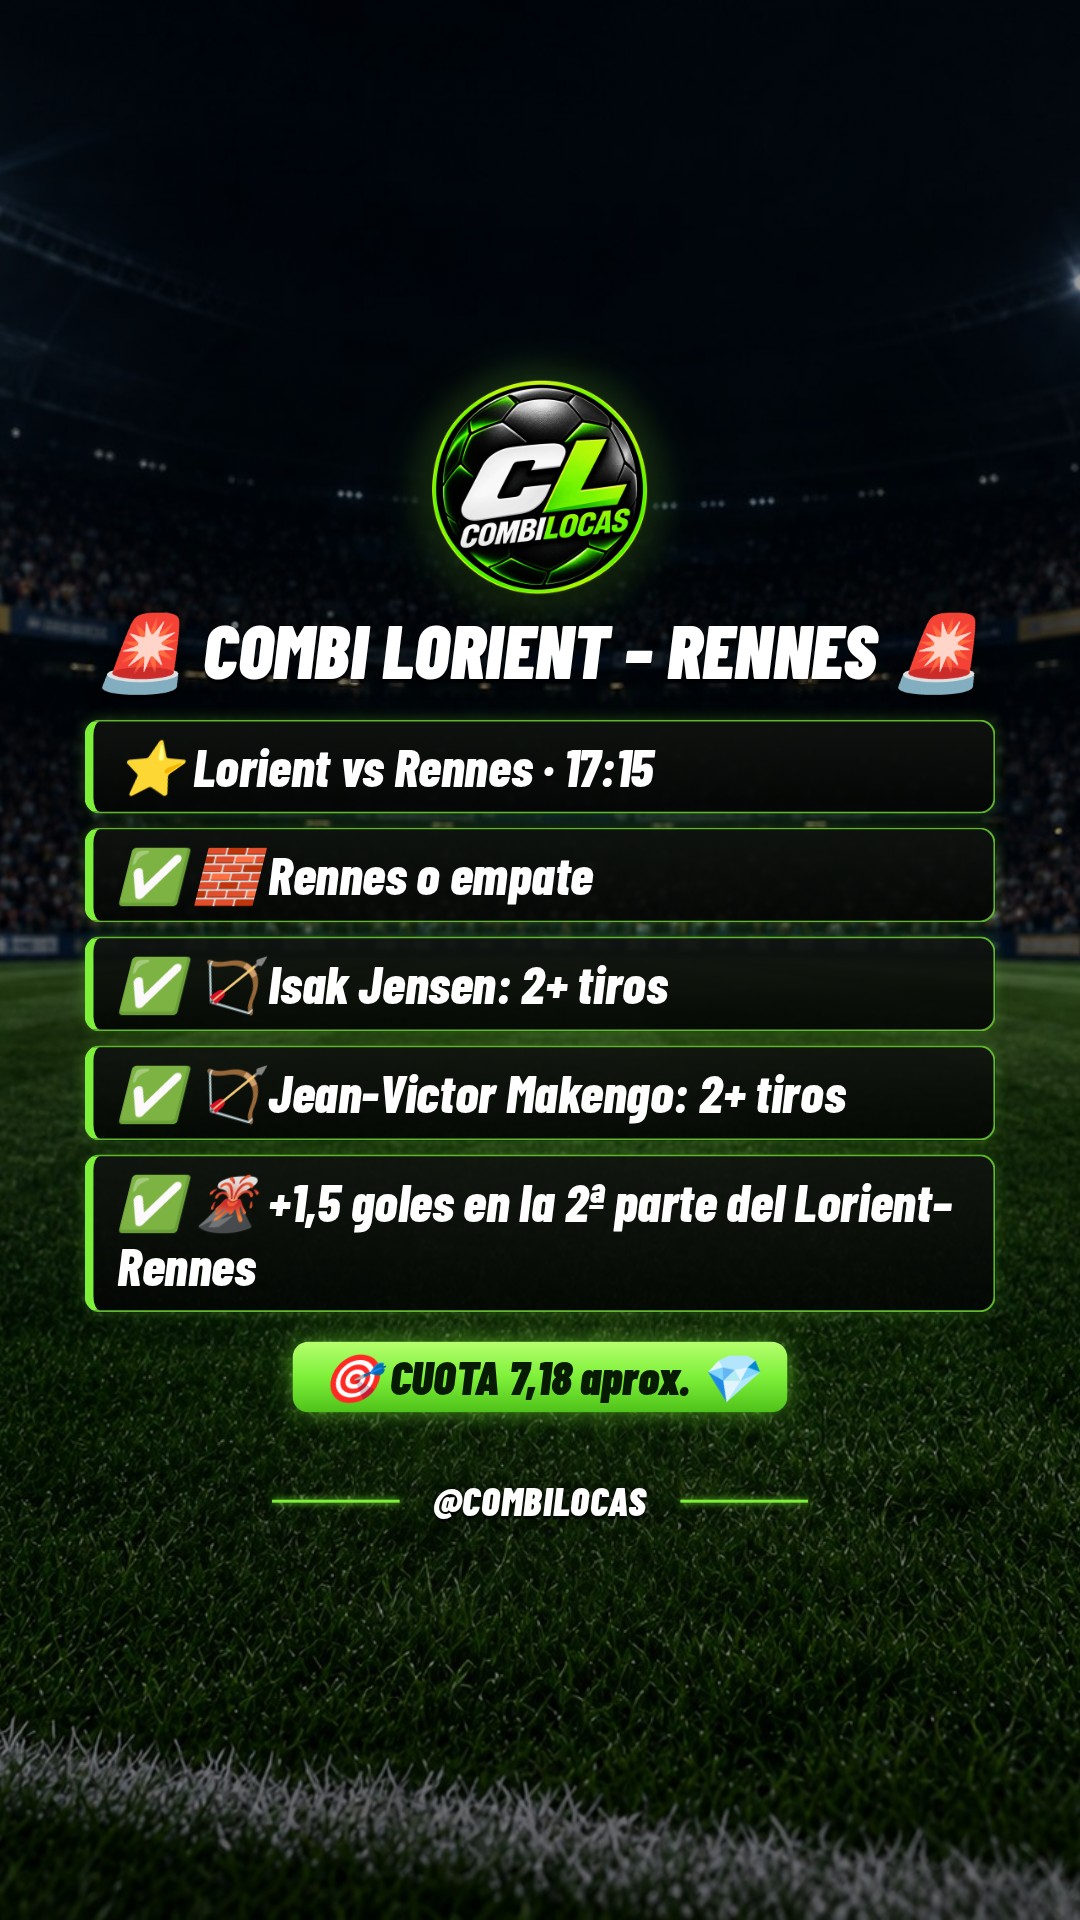 CL
COMBILOCAS
🚨 COMBI LORIENT - RENNES 🚨
⭐ Lorient vs Rennes · 17:15
✅ 🧱 Rennes o empate
✅ 🏹 Isak Jensen: 2+ tiros
✅ 🏹 Jean-Victor Makengo: 2+ tiros
✅ 🌋 +1,5 goles en la 2ª parte del Lorient-
Rennes
🎯 CUOTA 7,18 aprox. 💎
@COMBILOCAS